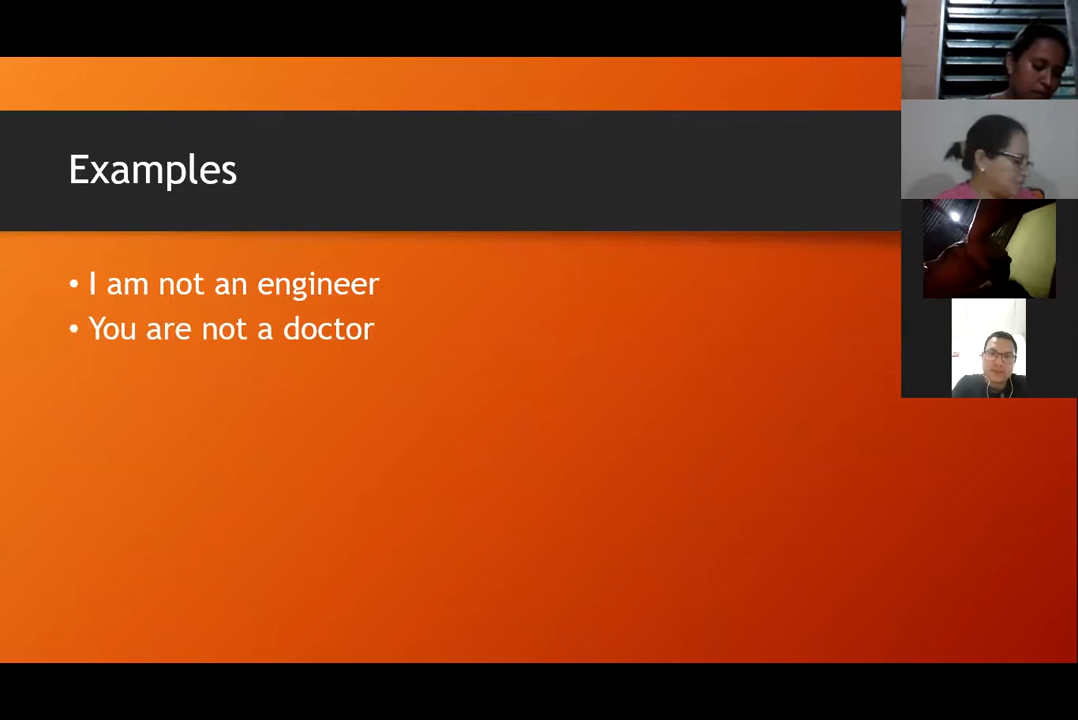 Examples
• I am not an engineer
• You are not a doctor